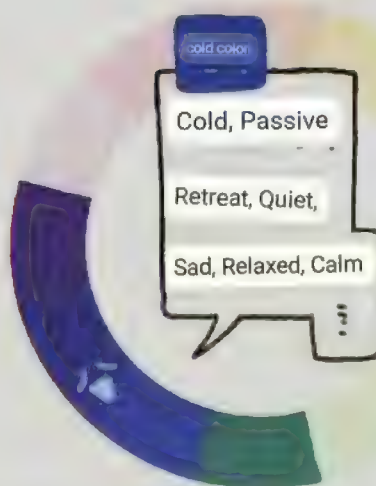 cold color
Cold, Passive
Retreat, Quiet,
Sad, Relaxed, Calm